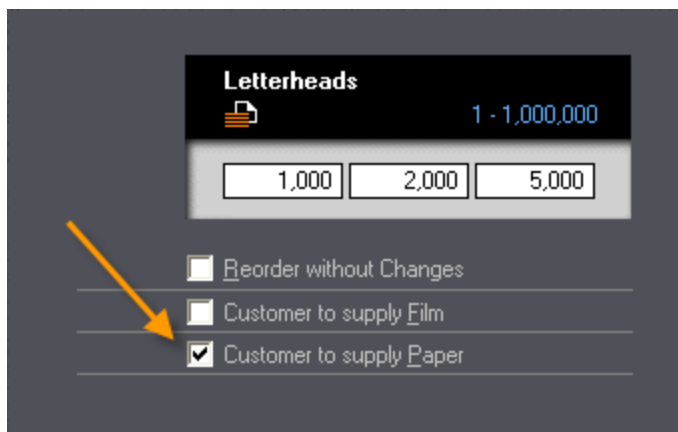 Letterheads
1 - 1,000,000
1,000 2,000 5,000
Reorder without Changes
Customer to supply Film
Customer to supply Paper